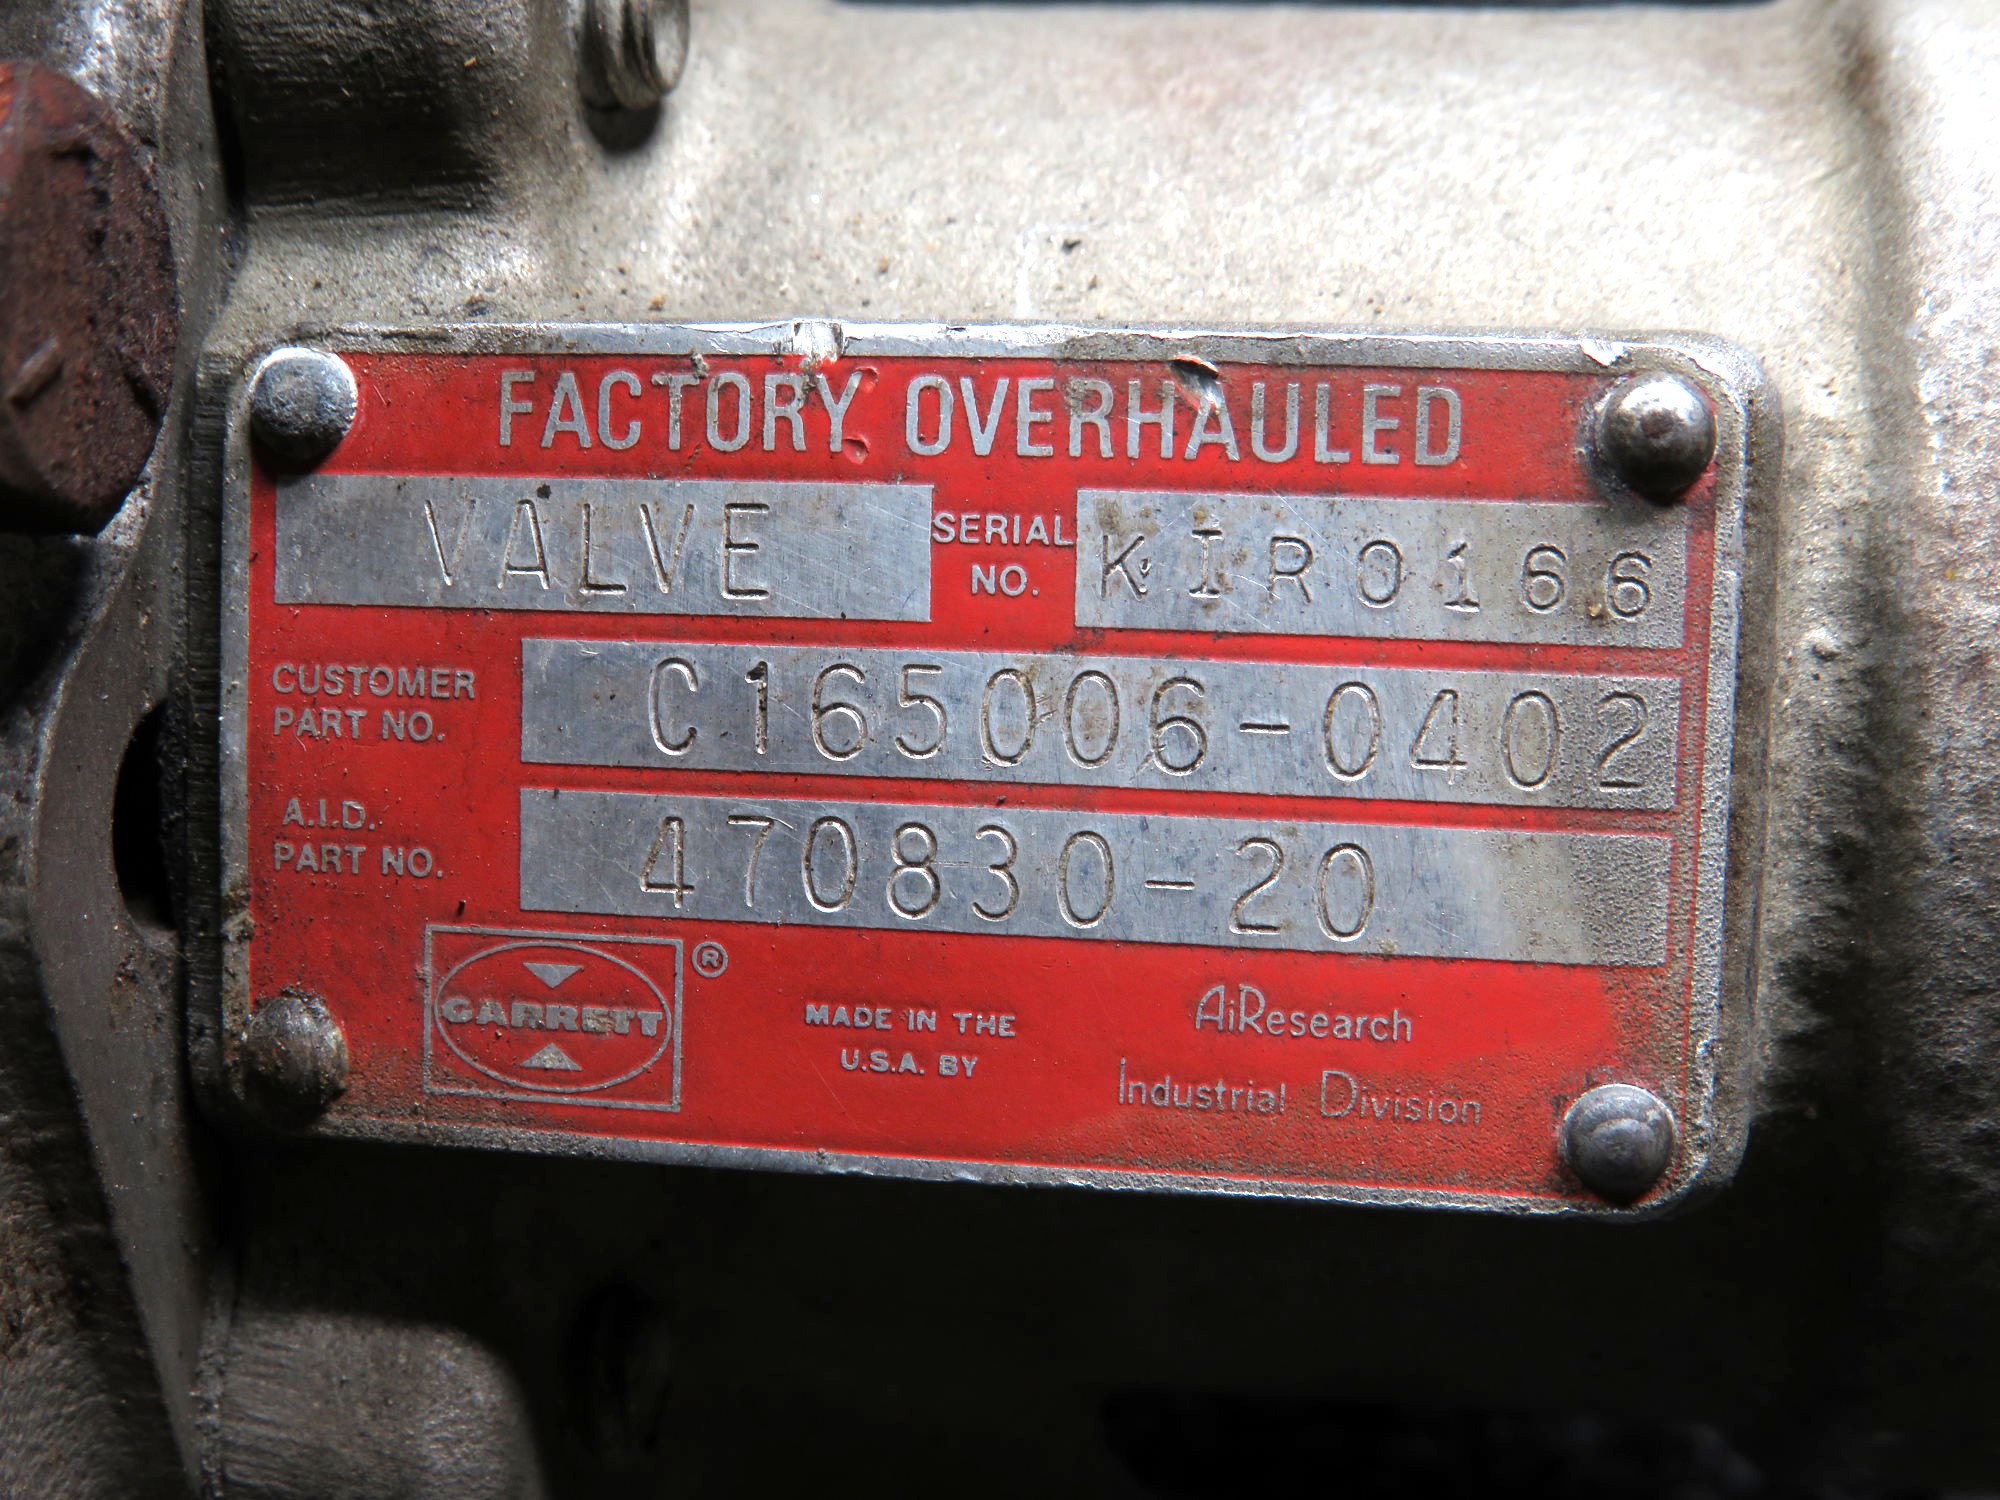 FACTORY OVERHAULED
VALVE
SERIAL NO. KIR0166
CUSTOMER PART NO. C165006-0402
A.I.D. PART NO. 470830-20
GARRETT ®
MADE IN THE
U.S.A. BY
AiResearch
Industrial Division